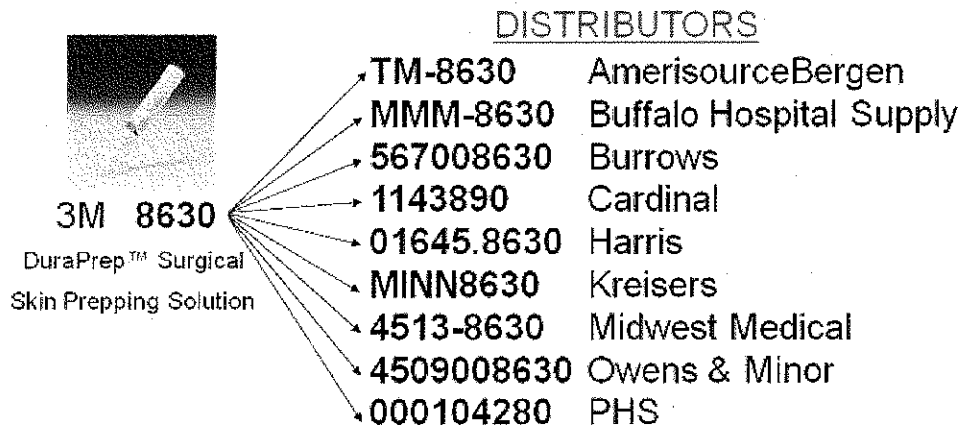 DISTRIBUTORS
TM-8630 AmerisourceBergen
MMM-8630 Buffalo Hospital Supply
567008630 Burrows
1143890 Cardinal
01645.8630 Harris
MINN8630 Kreisers
4513-8630 Midwest Medical
4509008630 Owens & Minor
000104280 PHS
3M 8630
DuraPrep™ Surgical
Skin Prepping Solution